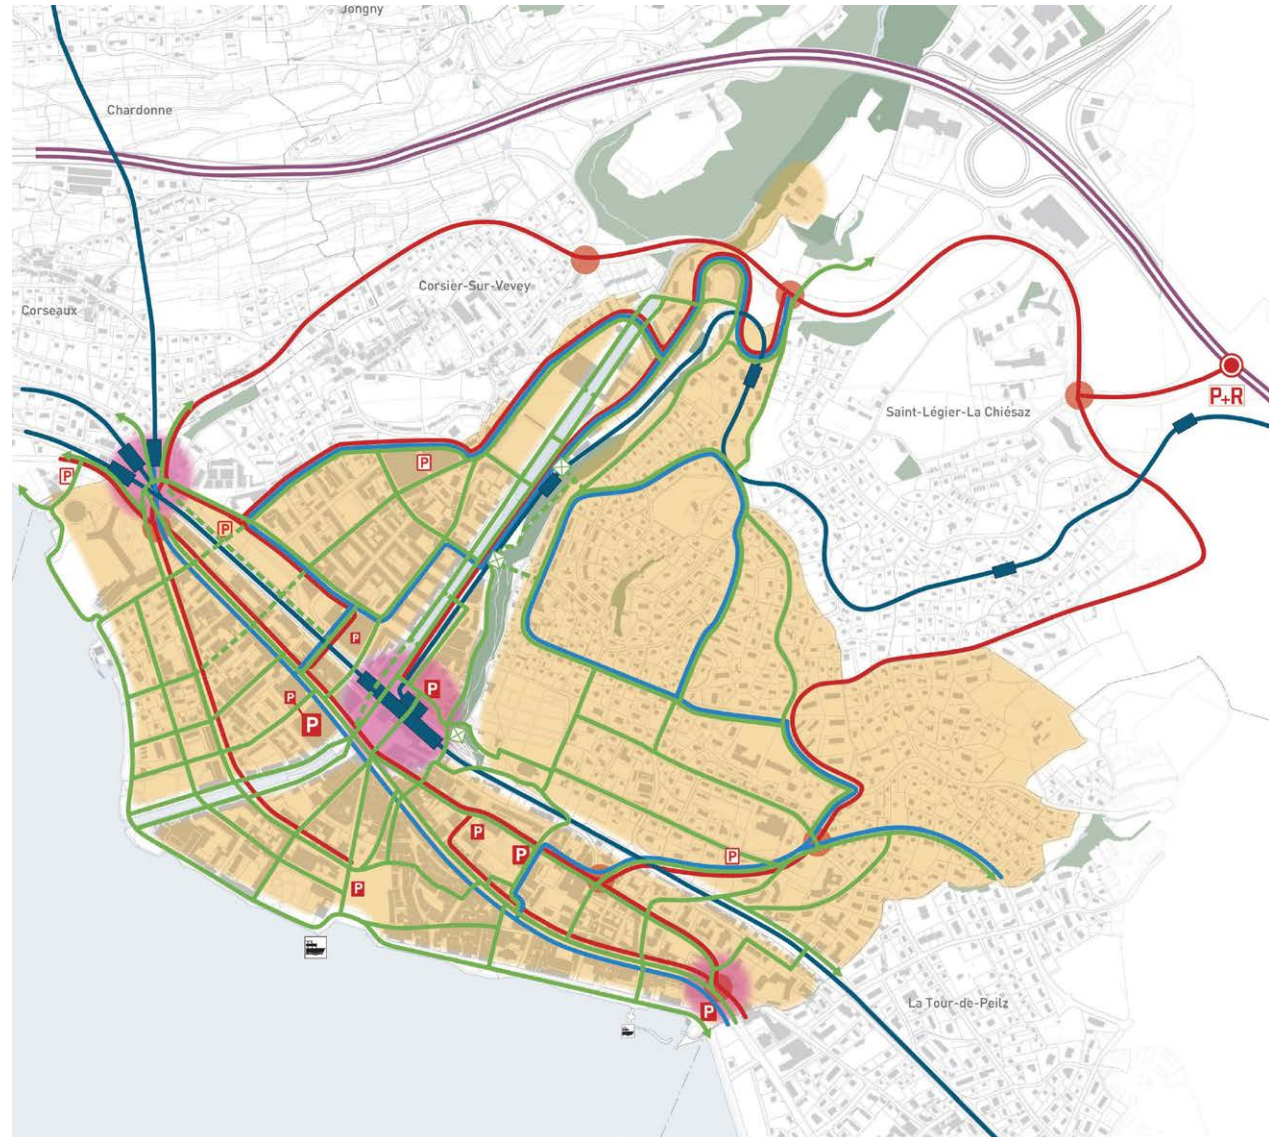 Jongny
Chardonne
Corsier-Sur-Vevey
Corseaux
P+R
Saint-Légier-La Chiésaz
P
P
P
P
P
P
P
P
P
P
P
La Tour-de-Peilz
P